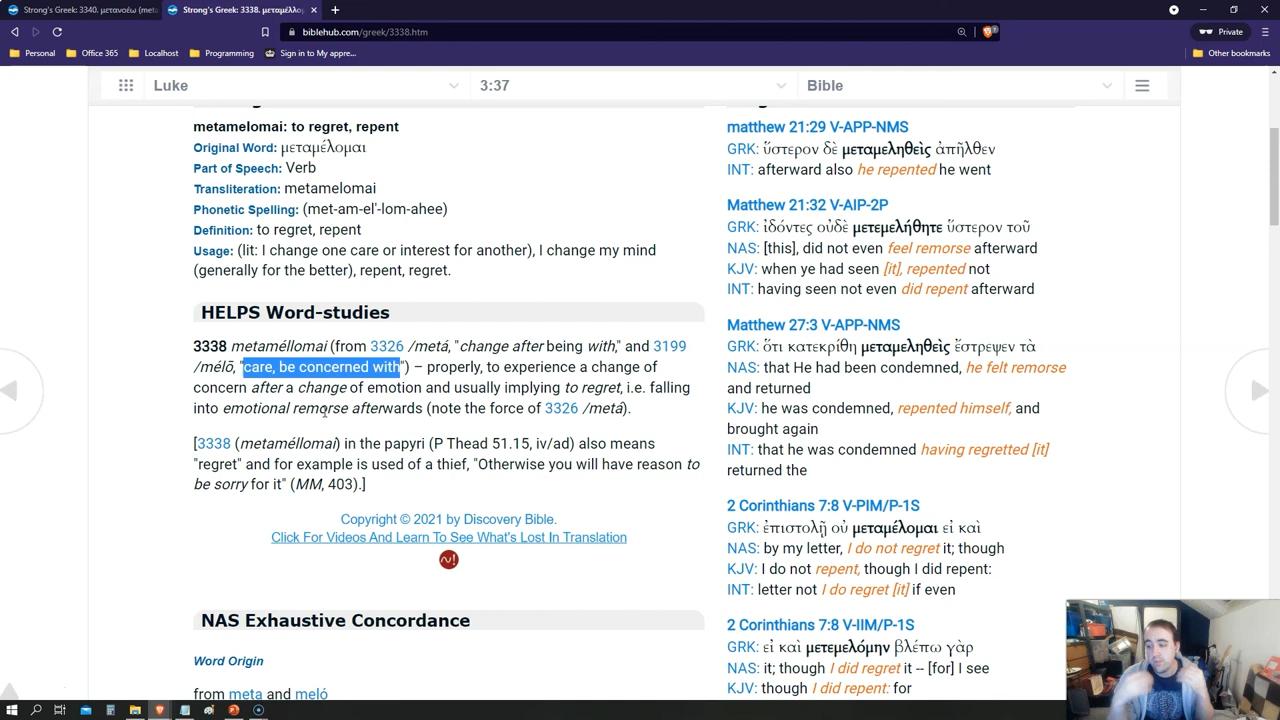 Strong's Greek: 3340. μετανοέω (meta
Strong's Greek: 3338. μεταμέλλομ
biblehub.com/greek/3338.htm
Private
Personal
Office 365
Localhost
Programming
Sign in to My appre...
Other bookmarks
Luke
3:37
Bible
metamelomai: to regret, repent
Original Word: μεταμέλομαι
Part of Speech: Verb
Transliteration: metamelomai
Phonetic Spelling: (met-am-el'-lom-ahee)
Definition: to regret, repent
Usage: (lit: I change one care or interest for another), I change my mind
(generally for the better), repent, regret.
HELPS Word-studies
3338 metaméllomai (from 3326 /metá, "change after being with," and 3199
/mélō, "care, be concerned with") – properly, to experience a change of
concern after a change of emotion and usually implying to regret, i.e. falling
into emotional remorse afterwards (note the force of 3326 /metá).
[3338 (metaméllomai) in the papyri (P Thead 51.15, iv/ad) also means
"regret" and for example is used of a thief, "Otherwise you will have reason to
be sorry for it" (MM, 403).]
Copyright © 2021 by Discovery Bible.
Click For Videos And Learn To See What's Lost In Translation
NAS Exhaustive Concordance
Word Origin
from meta and meló
matthew 21:29 V-APP-NMS
GRK: ὕστερον δὲ μεταμεληθεὶς ἀπῆλθεν
INT: afterward also he repented he went
Matthew 21:32 V-AIP-2P
GRK: ἰδόντες οὐδὲ μετεμελήθητε ὕστερον τοῦ
NAS: [this], did not even feel remorse afterward
KJV: when ye had seen [it], repented not
INT: having seen not even did repent afterward
Matthew 27:3 V-APP-NMS
GRK: ὅτι κατεκρίθη μεταμεληθεὶς ἔστρεψεν τὰ
NAS: that He had been condemned, he felt remorse
and returned
KJV: he was condemned, repented himself, and
brought again
INT: that he was condemned having regretted [it]
returned the
2 Corinthians 7:8 V-PIM/P-1S
GRK: ἐπιστολῇ οὐ μεταμέλομαι εἰ καὶ
NAS: by my letter, I do not regret it; though
KJV: I do not repent, though I did repent:
INT: letter not I do regret [it] if even
2 Corinthians 7:8 V-IIM/P-1S
GRK: εἰ καὶ μετεμελόμην βλέπω γὰρ
NAS: it; though I did regret it -- [for] I see
KJV: though I did repent: for